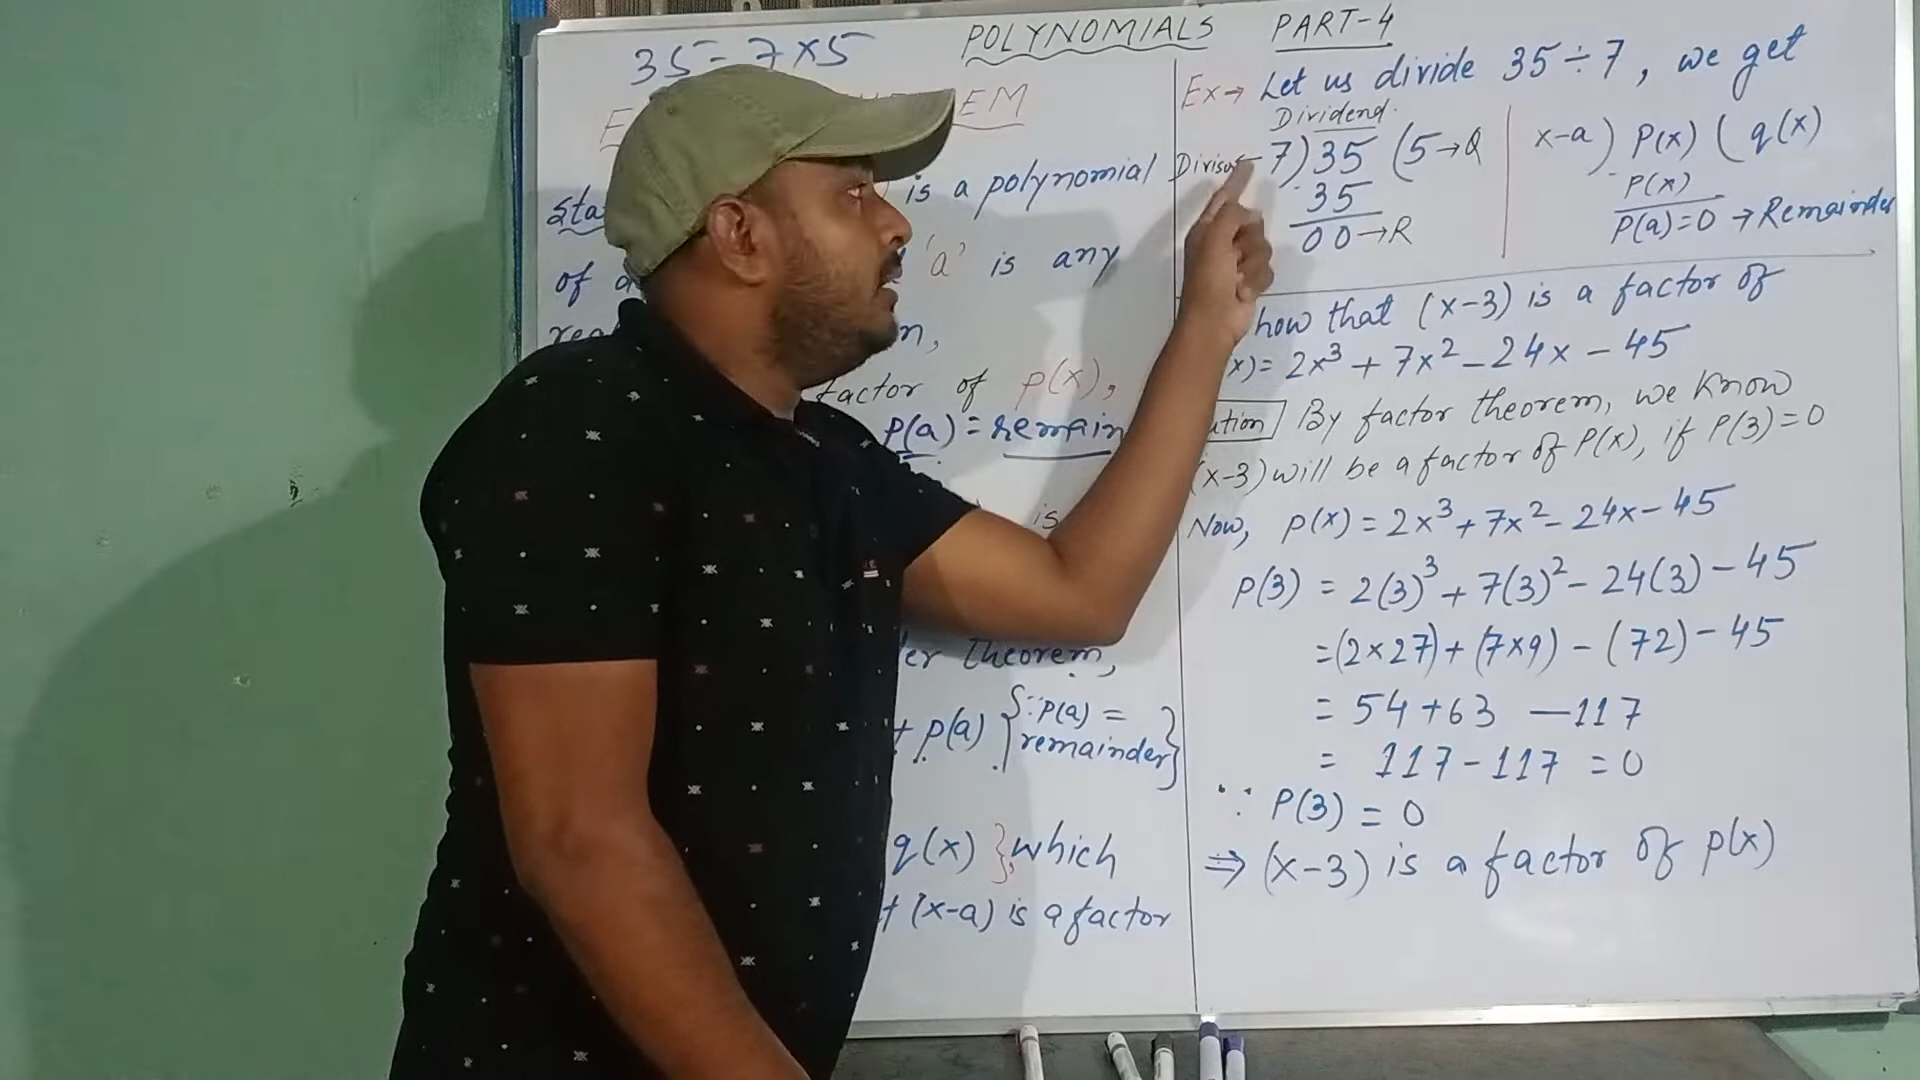 POLYNOMIALS PART-4
35 = 7×5
EM
is a polynomial
of
'a' is any
factor of p(x),
p(a) = remain
is
er theorem,
+ p(a) {∵ p(a) = remainder}
q(x)}, which
(x-a) is a factor
Ex→ Let us divide 35÷7, we get
Dividend
7)35(5→Q
35
00→R
x-a) P(x) (q(x)
- P(x)
P(a)=0 → Remainder
how that (x-3) is a factor of
x)= 2x³ + 7x² - 24x - 45
ution By factor theorem, we know
(x-3) will be a factor of P(x), if P(3)=0
Now, p(x) = 2x³ + 7x² - 24x - 45
P(3) = 2(3)³ + 7(3)² - 24(3) - 45
=(2×27)+(7×9) - (72) - 45
= 54+63 -117
= 117-117 =0
∵ P(3) = 0
⇒ (x-3) is a factor of p(x)